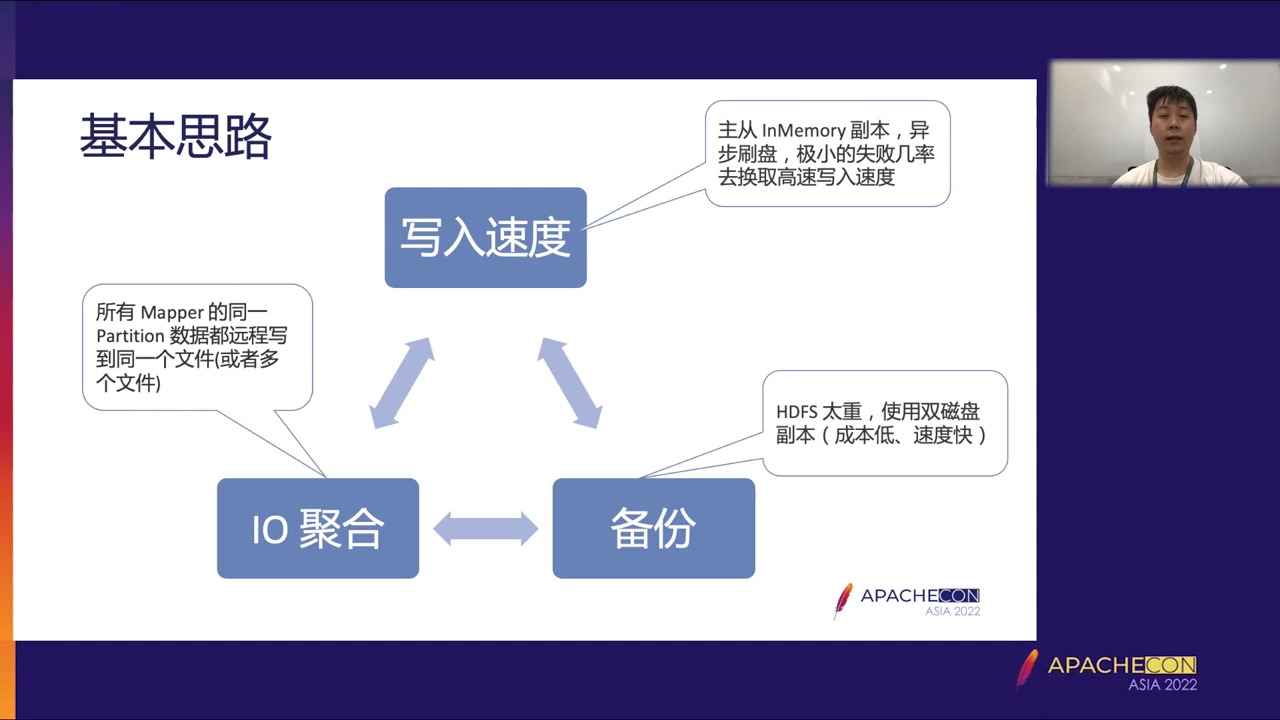 基本思路
主从 InMemory 副本，异
步刷盘，极小的失败几率
去换取高速写入速度
写入速度
所有 Mapper 的同一
Partition 数据都远程写
到同一个文件(或者多
个文件)
HDFS 太重，使用双磁盘
副本（成本低、速度快）
IO 聚合
备份
APACHECON
ASIA 2022
APACHECON
ASIA 2022